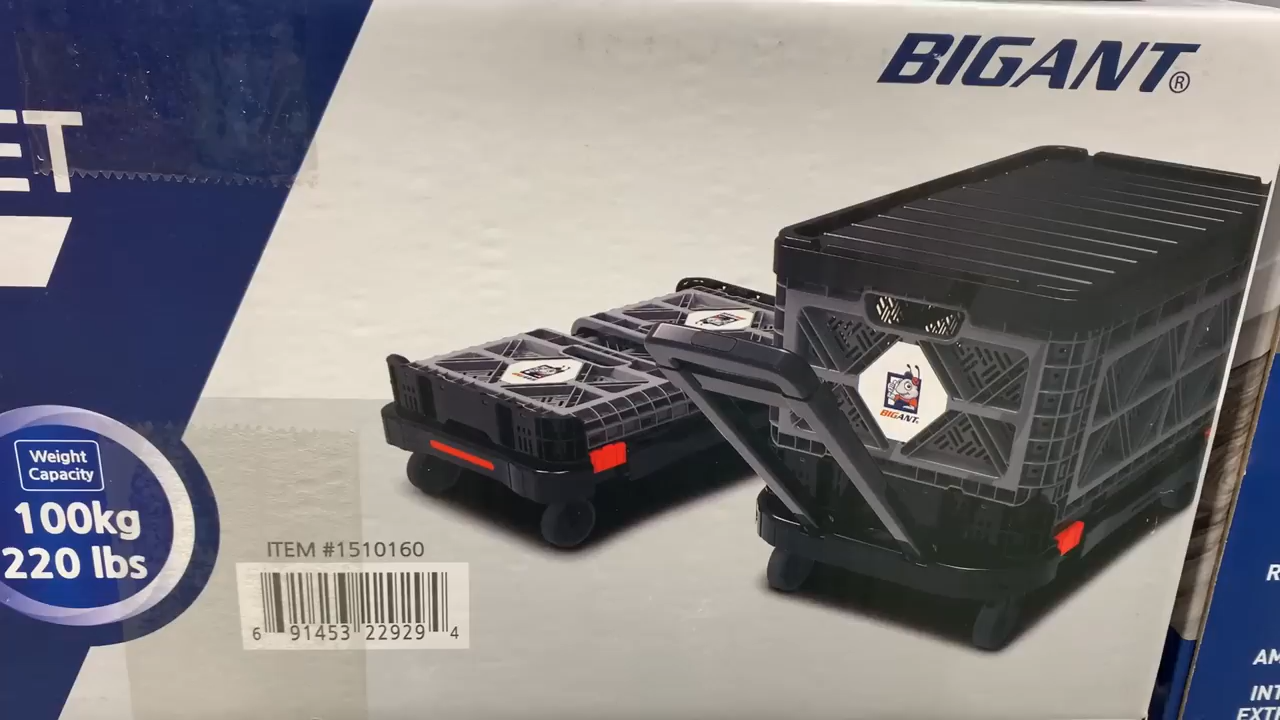 BIGANT®
ET
BIGANT
Weight
Capacity
100kg
220 lbs
ITEM #1510160
6 91453 22929 4
R
AM
INT
EXT